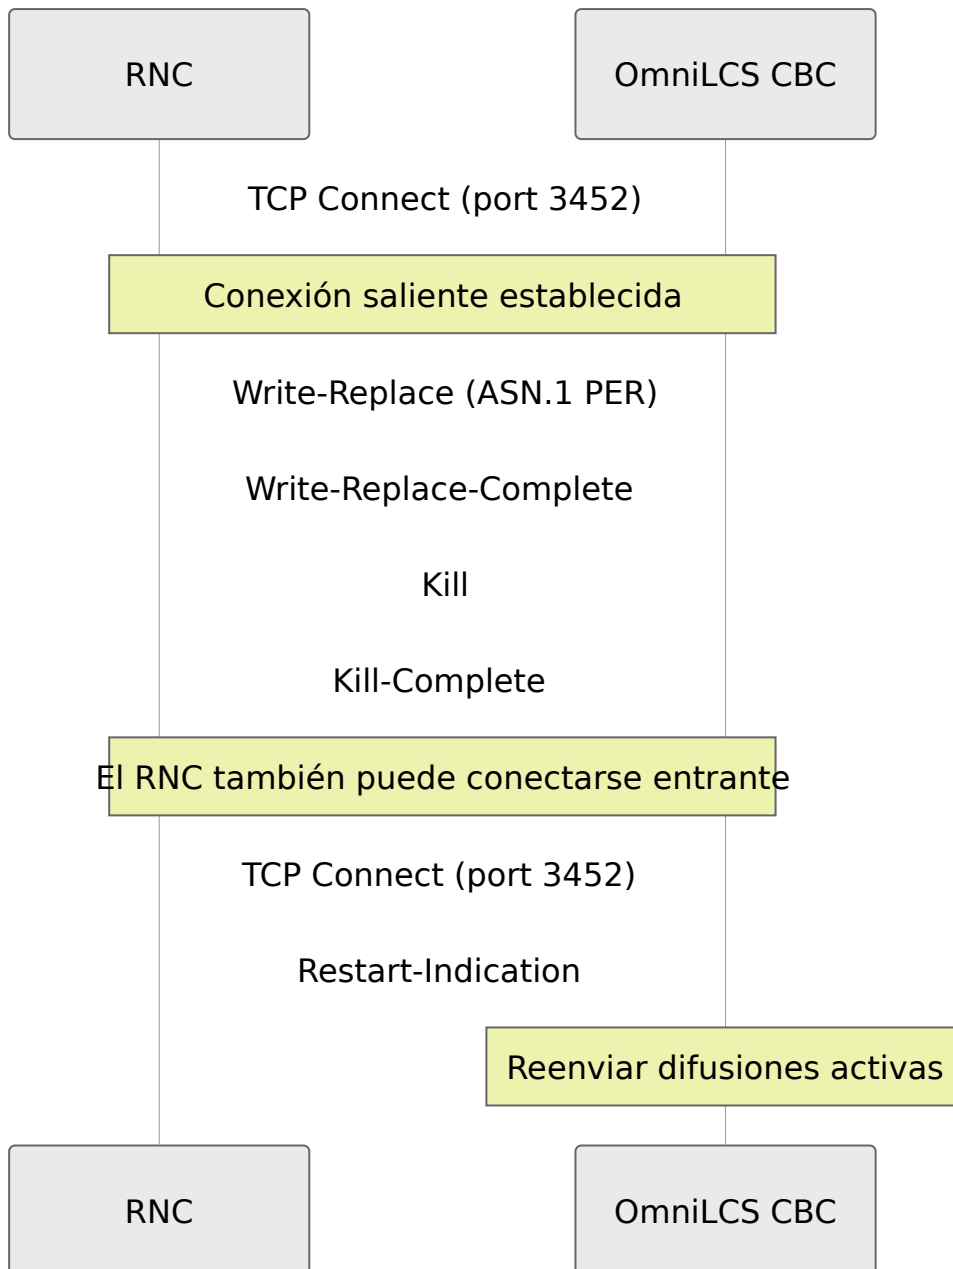 RNC
OmniLCS CBC
TCP Connect (port 3452)
Conexión saliente establecida
Write-Replace (ASN.1 PER)
Write-Replace-Complete
Kill
Kill-Complete
El RNC también puede conectarse entrante
TCP Connect (port 3452)
Restart-Indication
Reenviar difusiones activas
RNC
OmniLCS CBC